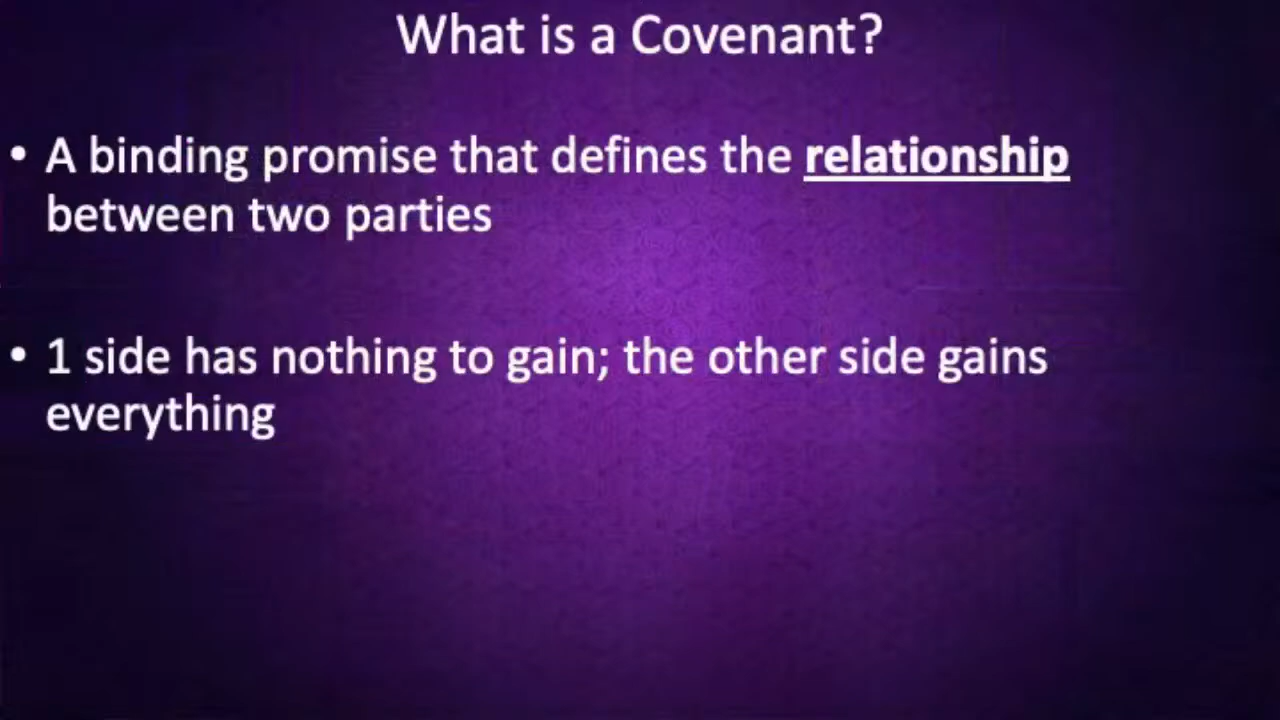 What is a Covenant?
• A binding promise that defines the relationship
between two parties
• 1 side has nothing to gain; the other side gains
everything